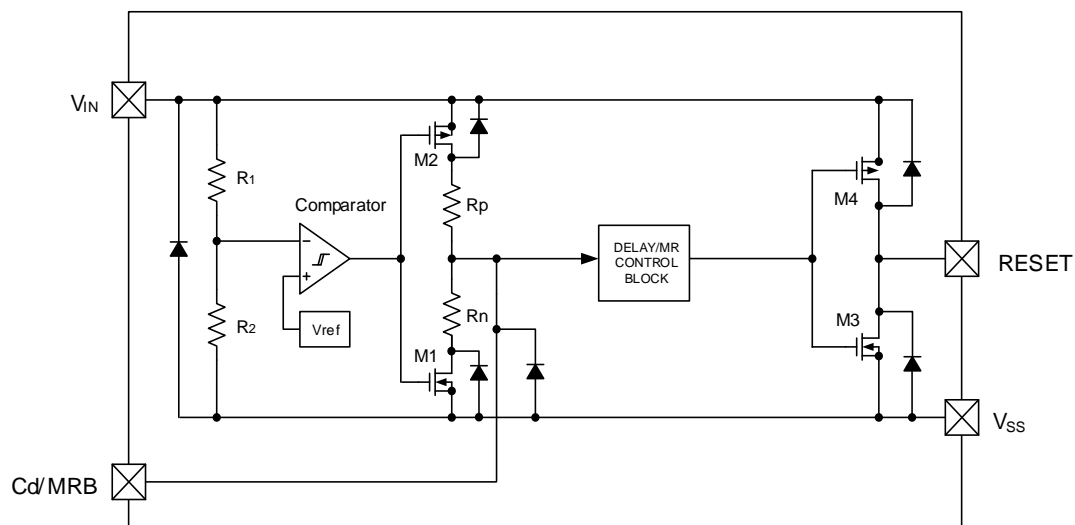 VIN
M2
R1
Rp
Comparator
M4
DELAY/MR
CONTROL
BLOCK
RESET
−
+
R2
Vref
Rn
M1
M3
VSS
Cd/MRB